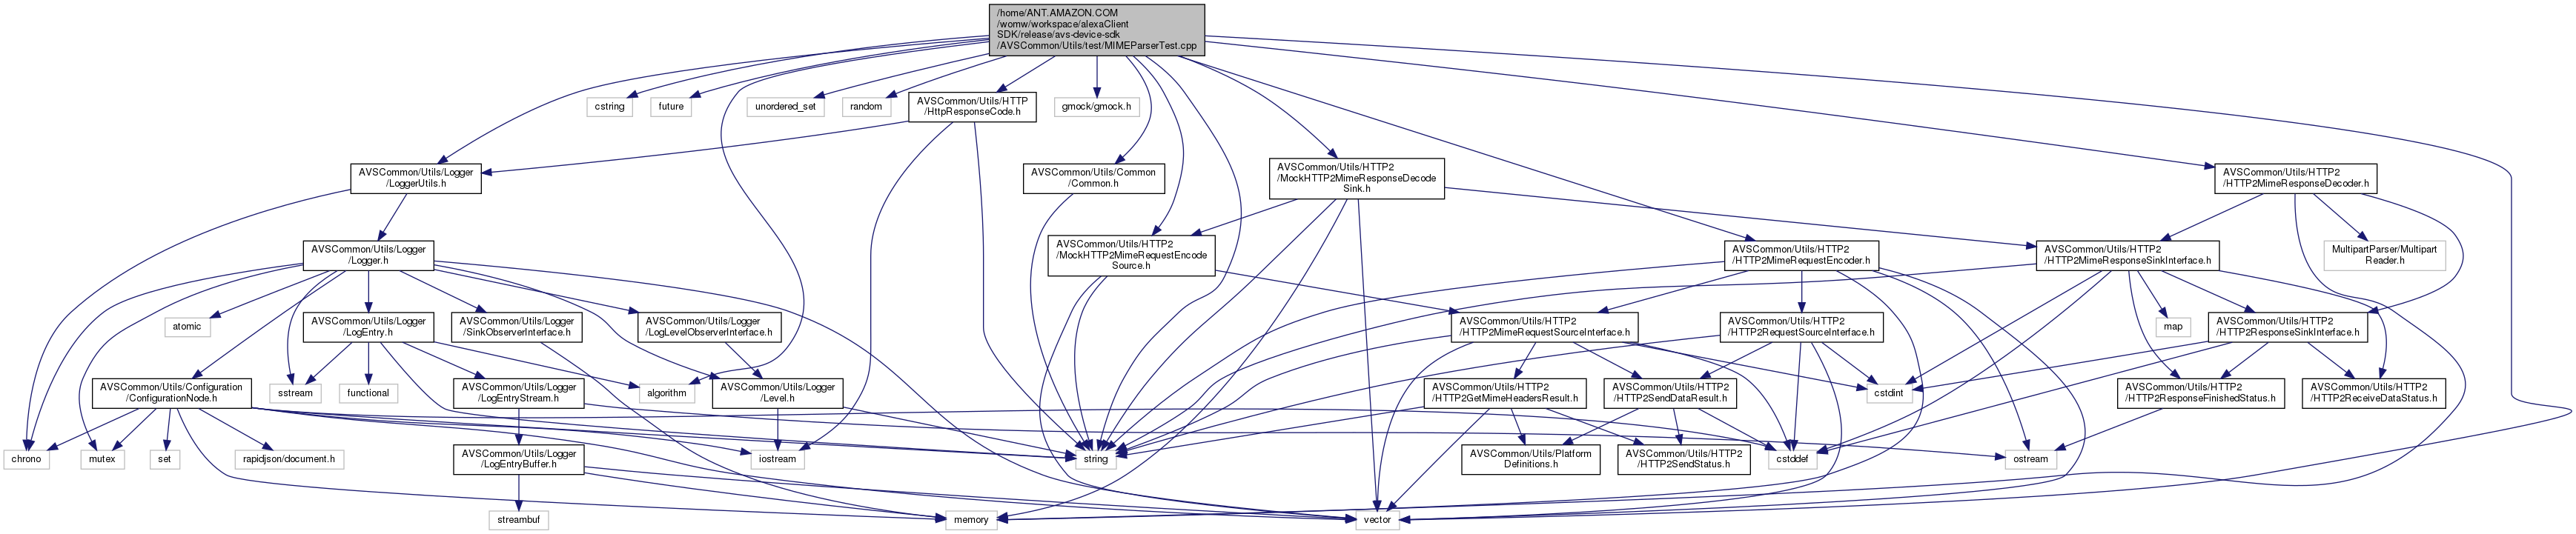 /home/ANT.AMAZON.COM
/womw/workspace/alexaClient
SDK/release/avs-device-sdk
/AVSCommon/Utils/test/MIMEParserTest.cpp
cstring
future
unordered_set
random
AVSCommon/Utils/HTTP
/HttpResponseCode.h
gmock/gmock.h
AVSCommon/Utils/Logger
/LoggerUtils.h
AVSCommon/Utils/Common
/Common.h
AVSCommon/Utils/HTTP2
/MockHTTP2MimeResponseDecode
Sink.h
AVSCommon/Utils/HTTP2
/HTTP2MimeResponseDecoder.h
AVSCommon/Utils/Logger
/Logger.h
AVSCommon/Utils/HTTP2
/MockHTTP2MimeRequestEncode
Source.h
AVSCommon/Utils/HTTP2
/HTTP2MimeRequestEncoder.h
AVSCommon/Utils/HTTP2
/HTTP2MimeResponseSinkInterface.h
MultipartParser/Multipart
Reader.h
atomic
AVSCommon/Utils/Logger
/LogEntry.h
AVSCommon/Utils/Logger
/SinkObserverInterface.h
AVSCommon/Utils/Logger
/LogLevelObserverInterface.h
AVSCommon/Utils/HTTP2
/HTTP2MimeRequestSourceInterface.h
AVSCommon/Utils/HTTP2
/HTTP2RequestSourceInterface.h
map
AVSCommon/Utils/HTTP2
/HTTP2ResponseSinkInterface.h
AVSCommon/Utils/Configuration
/ConfigurationNode.h
sstream
functional
AVSCommon/Utils/Logger
/LogEntryStream.h
algorithm
AVSCommon/Utils/Logger
/Level.h
AVSCommon/Utils/HTTP2
/HTTP2GetMimeHeadersResult.h
AVSCommon/Utils/HTTP2
/HTTP2SendDataResult.h
cstdint
AVSCommon/Utils/HTTP2
/HTTP2ResponseFinishedStatus.h
AVSCommon/Utils/HTTP2
/HTTP2ReceiveDataStatus.h
chrono
mutex
set
rapidjson/document.h
AVSCommon/Utils/Logger
/LogEntryBuffer.h
iostream
string
AVSCommon/Utils/Platform
Definitions.h
AVSCommon/Utils/HTTP2
/HTTP2SendStatus.h
cstddef
ostream
streambuf
memory
vector